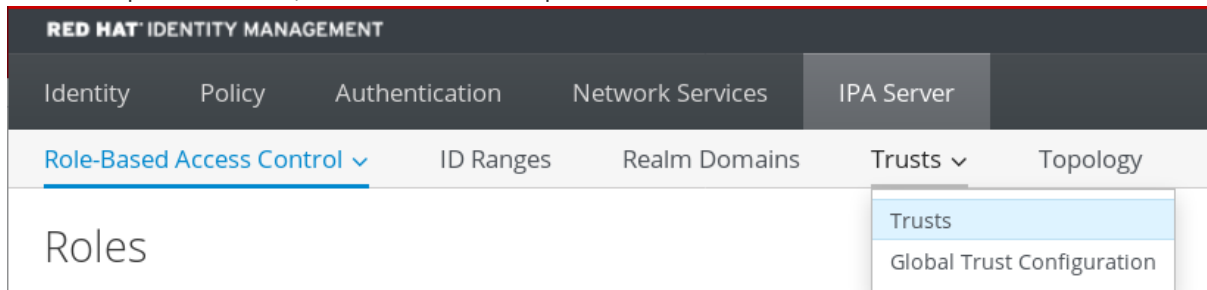 RED HAT® IDENTITY MANAGEMENT
Identity Policy Authentication Network Services IPA Server
Role-Based Access Control ID Ranges Realm Domains Trusts Topology
Roles
Trusts
Global Trust Configuration